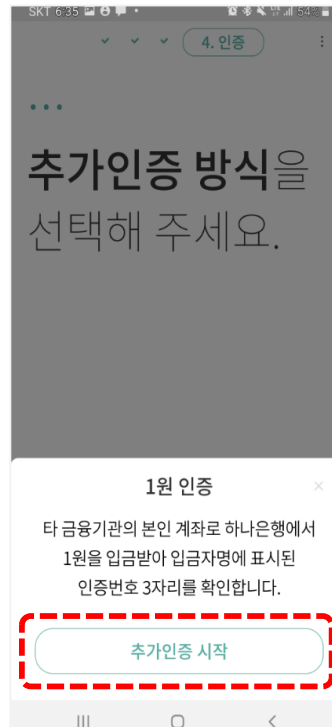 SKT 6:35 54%
4. 인증
추가인증 방식을
선택해 주세요.
1원 인증
타 금융기관의 본인 계좌로 하나은행에서
1원을 입금받아 입금자명에 표시된
인증번호 3자리를 확인합니다.
추가인증 시작